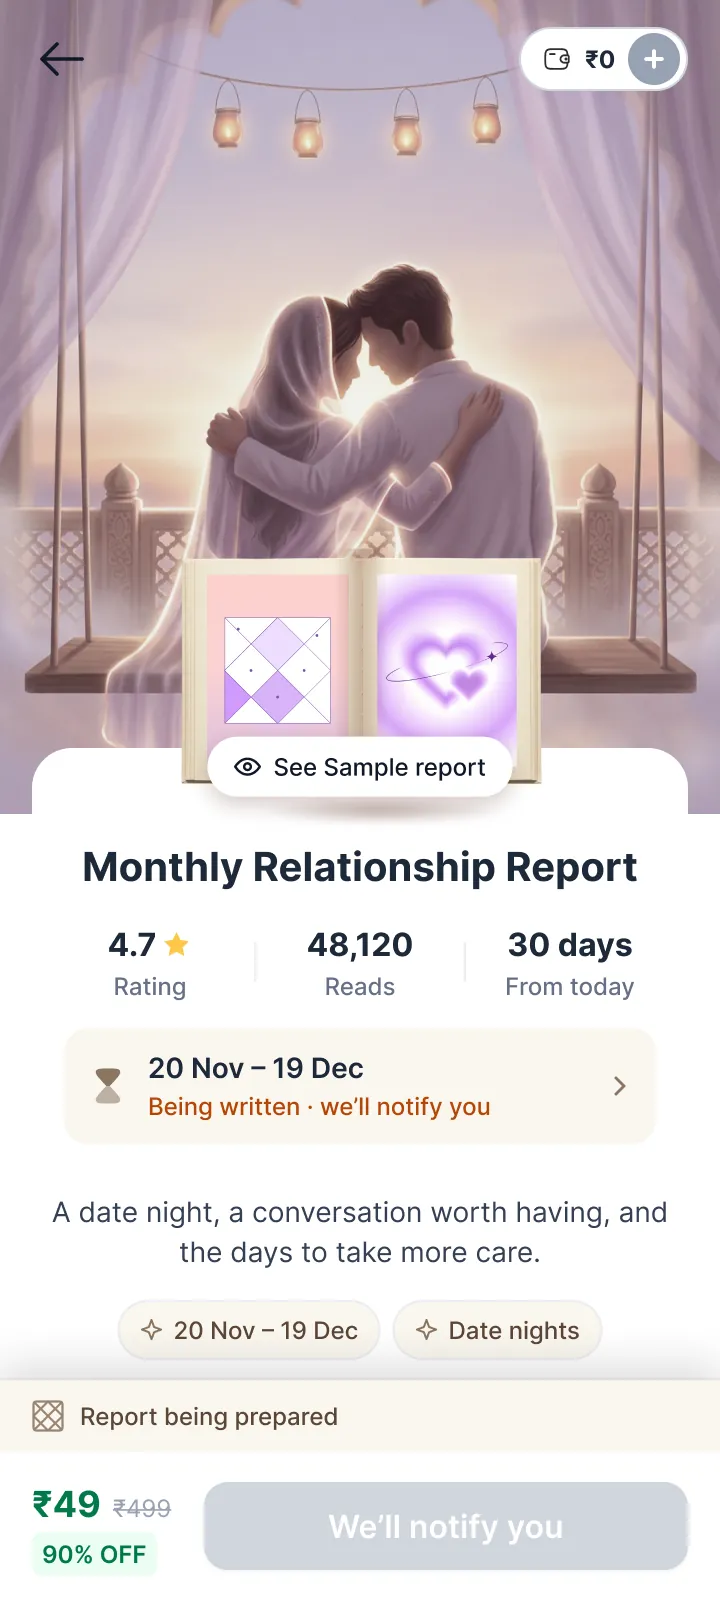 ₹0
See Sample report
Monthly Relationship Report
4.7
48,120
30 days
Rating
Reads
From today
20 Nov – 19 Dec
Being written · we’ll notify you
A date night, a conversation worth having, and
the days to take more care.
20 Nov – 19 Dec
Date nights
Report being prepared
₹49 ₹499
90% OFF
We’ll notify you